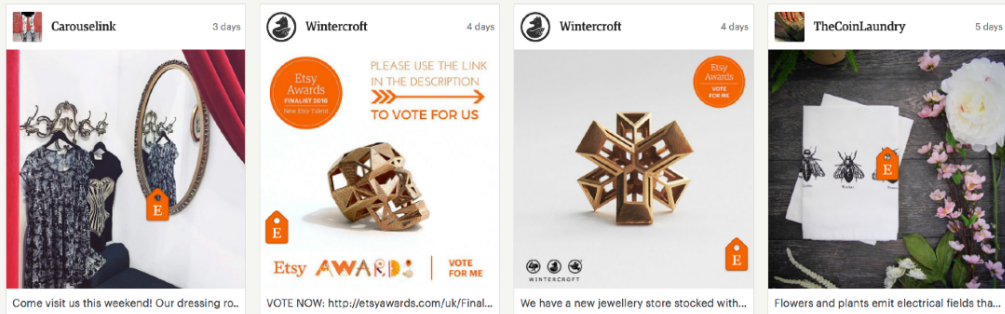 Carouselink
3 days
E
Come visit us this weekend! Our dressing ro...
Wintercroft
4 days
Etsy
Awards
FINALIST 2016
New Etsy Talent
PLEASE USE THE LINK
IN THE DESCRIPTION
TO VOTE FOR US
E
Etsy AWARDS
VOTE
FOR ME
VOTE NOW: http://etsyawards.com/uk/Final...
Wintercroft
4 days
Etsy
Awards
VOTE
FOR ME
E
WINTERCROFT
We have a new jewellery store stocked with...
TheCoinLaundry
5 days
E
Flowers and plants emit electrical fields tha...